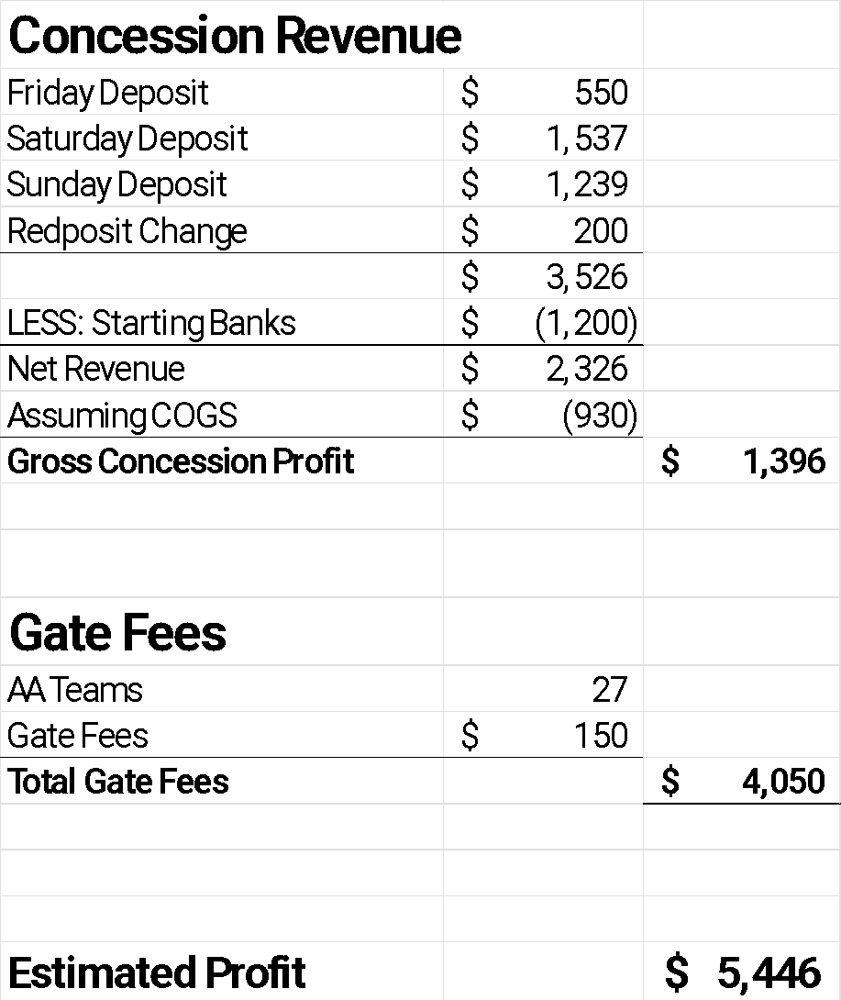 Concession Revenue
Friday Deposit $ 550
Saturday Deposit $ 1,537
Sunday Deposit $ 1,239
Redposit Change $ 200
$ 3,526
LESS: Starting Banks $ (1,200)
Net Revenue $ 2,326
Assuming COGS $ (930)
Gross Concession Profit $ 1,396
Gate Fees
AA Teams 27
Gate Fees $ 150
Total Gate Fees $ 4,050
Estimated Profit $ 5,446